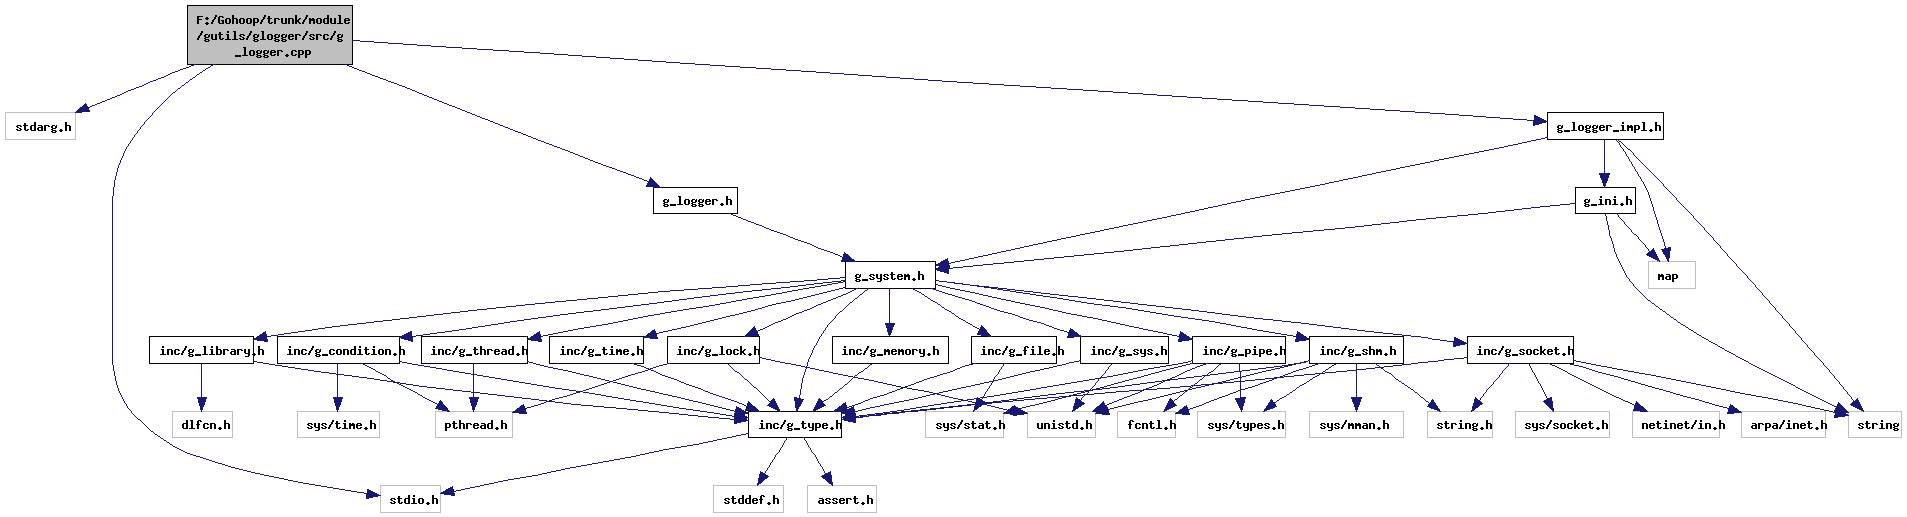 F:/Gohoop/trunk/module
/gutils/glogger/src/g
_logger.cpp
stdarg.h
g_logger_impl.h
g_logger.h
g_ini.h
g_system.h
map
inc/g_library.h
inc/g_condition.h
inc/g_thread.h
inc/g_time.h
inc/g_lock.h
inc/g_memory.h
inc/g_file.h
inc/g_sys.h
inc/g_pipe.h
inc/g_shm.h
inc/g_socket.h
dlfcn.h
sys/time.h
pthread.h
inc/g_type.h
sys/stat.h
unistd.h
fcntl.h
sys/types.h
sys/mman.h
string.h
sys/socket.h
netinet/in.h
arpa/inet.h
string
stdio.h
stddef.h
assert.h